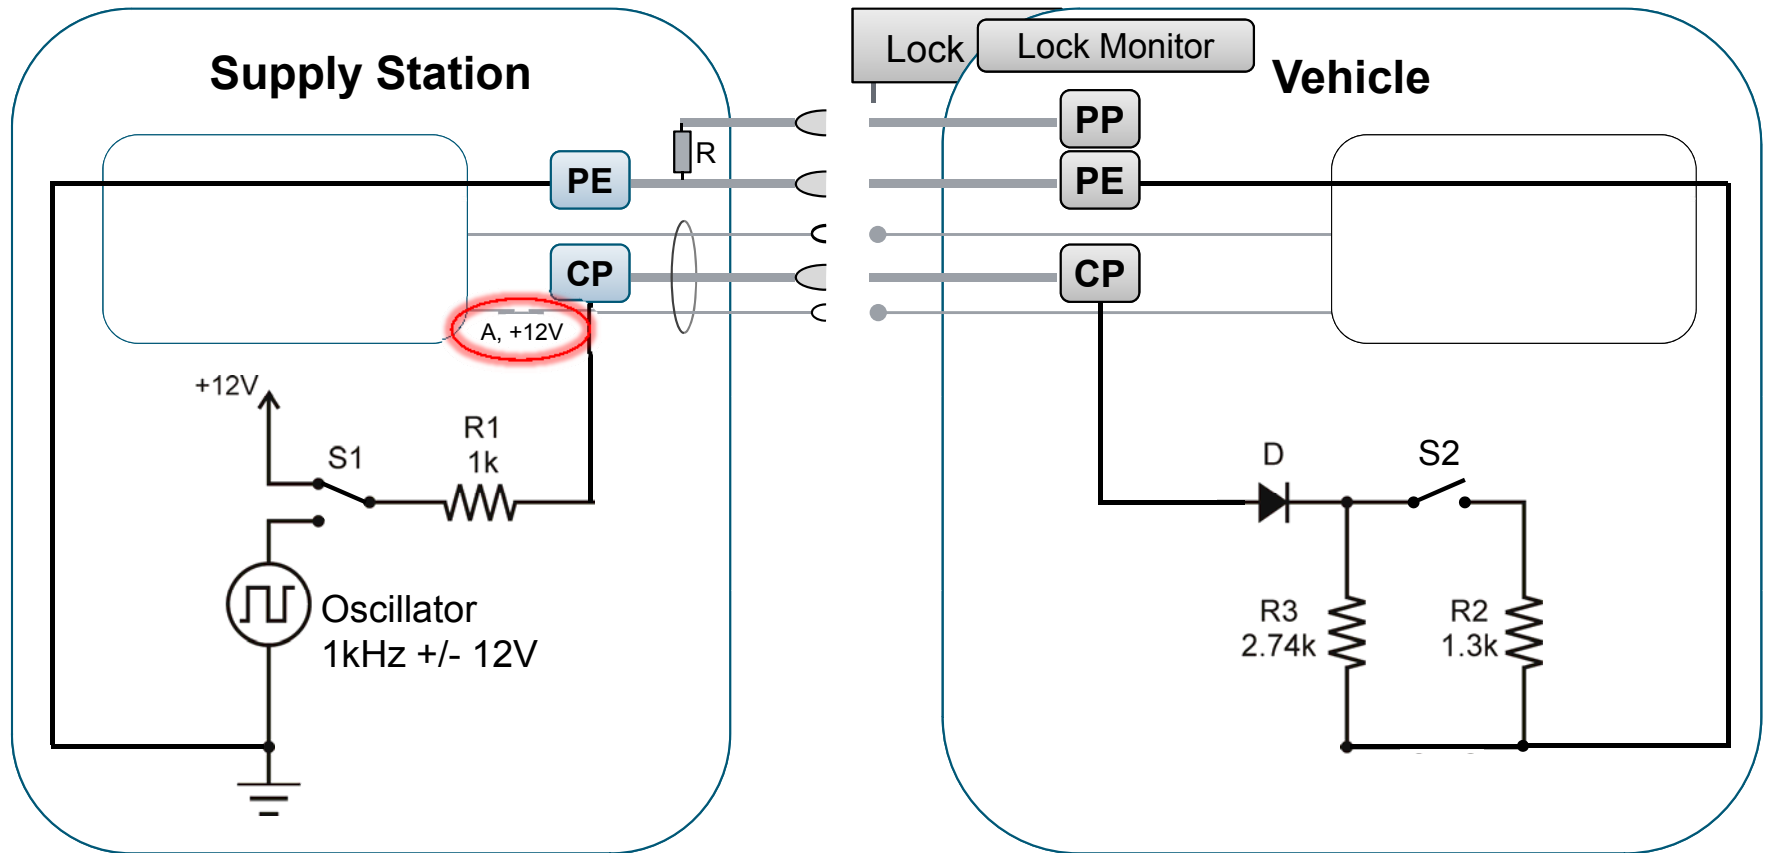 Supply Station
Lock
Lock Monitor
Vehicle
PP
R
PE
PE
CP
CP
A, +12V
+12V
S1
R1
1k
Oscillator
1kHz +/- 12V
D
S2
R3
2.74k
R2
1.3k